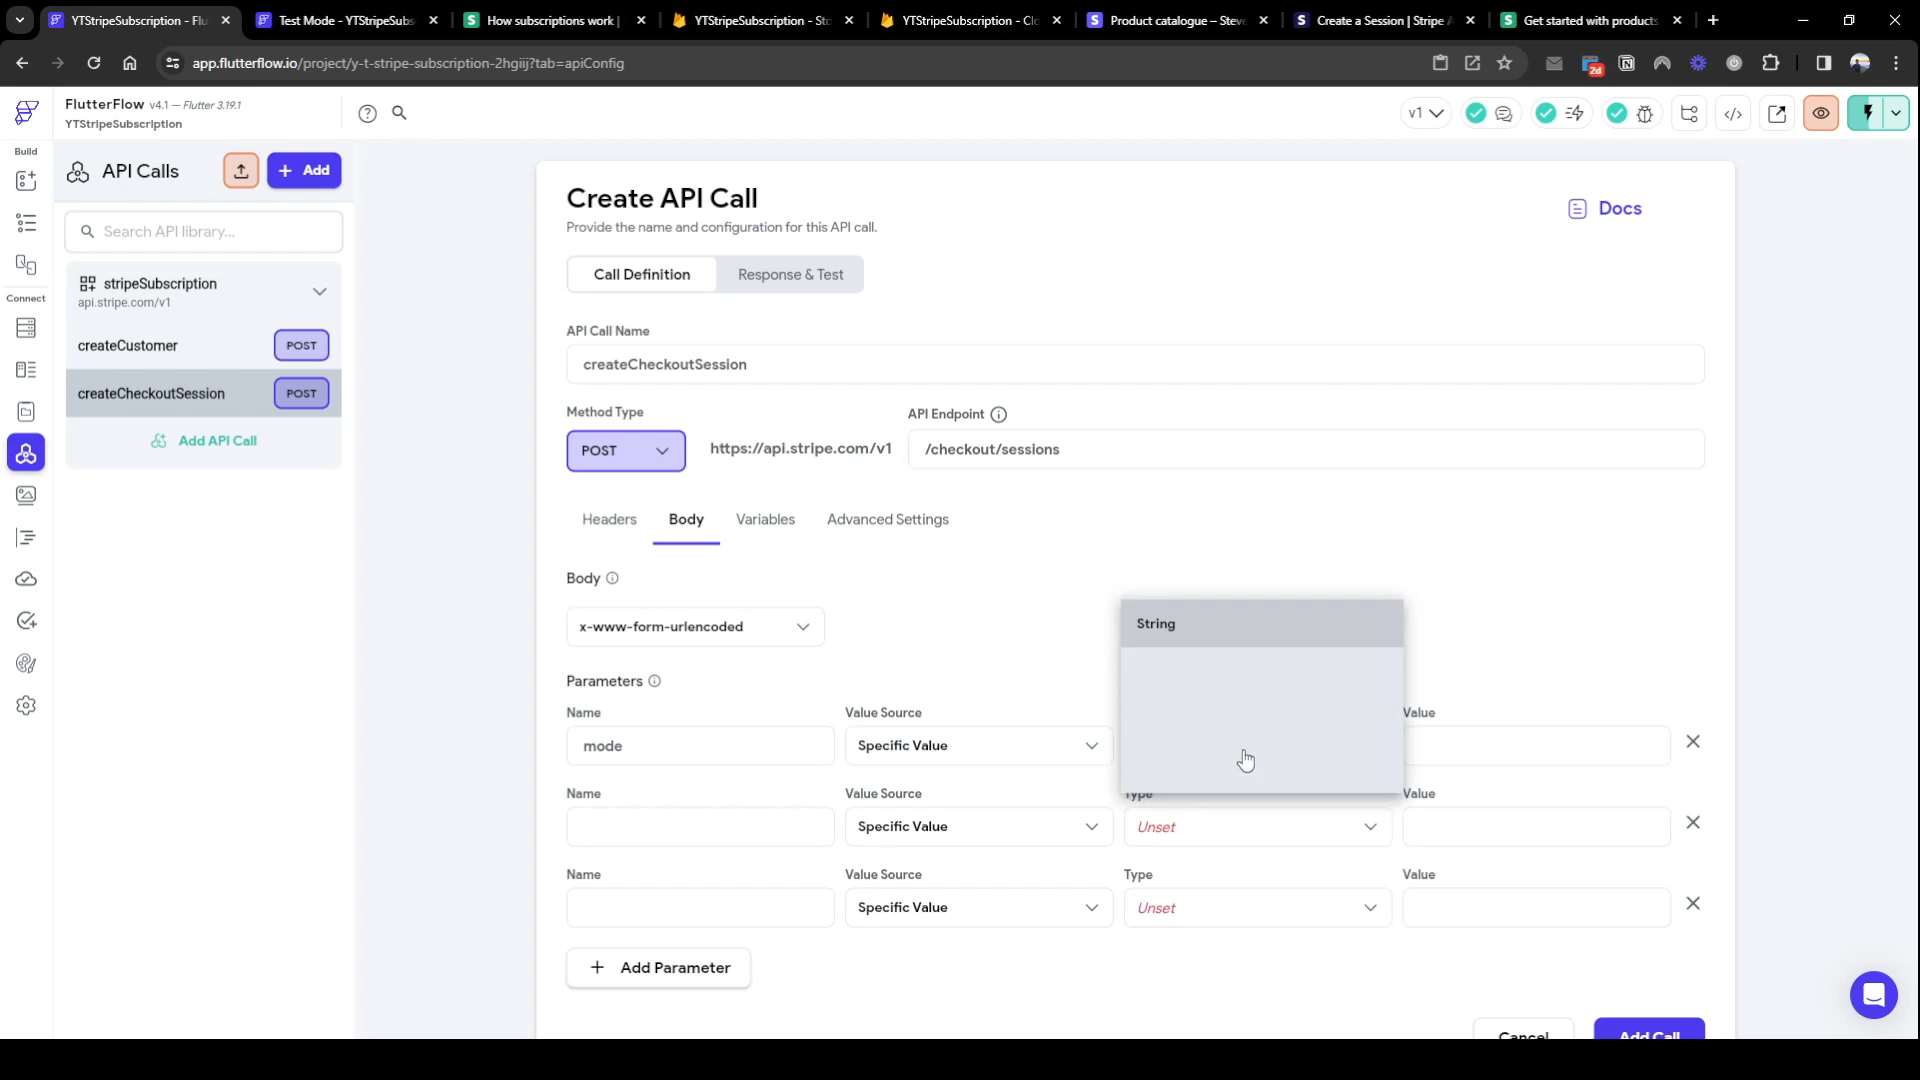 YTStripeSubscription - Flu
Test Mode - YTStripeSubs
How subscriptions work |
YTStripeSubscription - Sto
YTStripeSubscription - Clo
Product catalogue – Steve
Create a Session | Stripe A
Get started with products
app.flutterflow.io/project/y-t-stripe-subscription-2hgiij?tab=apiConfig
2d
FlutterFlow v4.1 — Flutter 3.19.1
YTStripeSubscription
v1
Build
Connect
API Calls
Add
Search API library...
stripeSubscription
api.stripe.com/v1
createCustomer
POST
createCheckoutSession
POST
Add API Call
Create API Call
Provide the name and configuration for this API call.
Docs
Call Definition
Response & Test
API Call Name
createCheckoutSession
Method Type
API Endpoint
POST
https://api.stripe.com/v1
/checkout/sessions
Headers
Body
Variables
Advanced Settings
Body
x-www-form-urlencoded
String
Parameters
Name
Value Source
Value
mode
Specific Value
Name
Value Source
Type
Value
Specific Value
Unset
Name
Value Source
Type
Value
Specific Value
Unset
Add Parameter
Cancel
Add Call